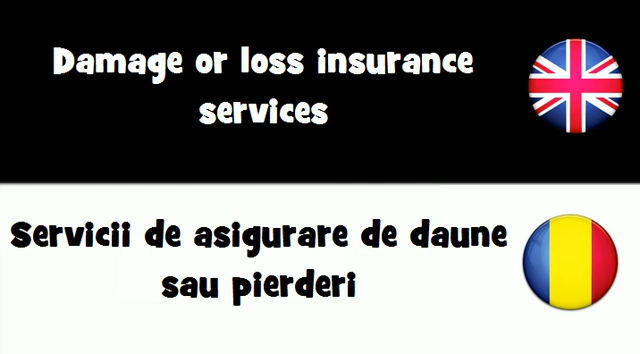 Damage or loss insurance
services
Servicii de asigurare de daune
sau pierderi